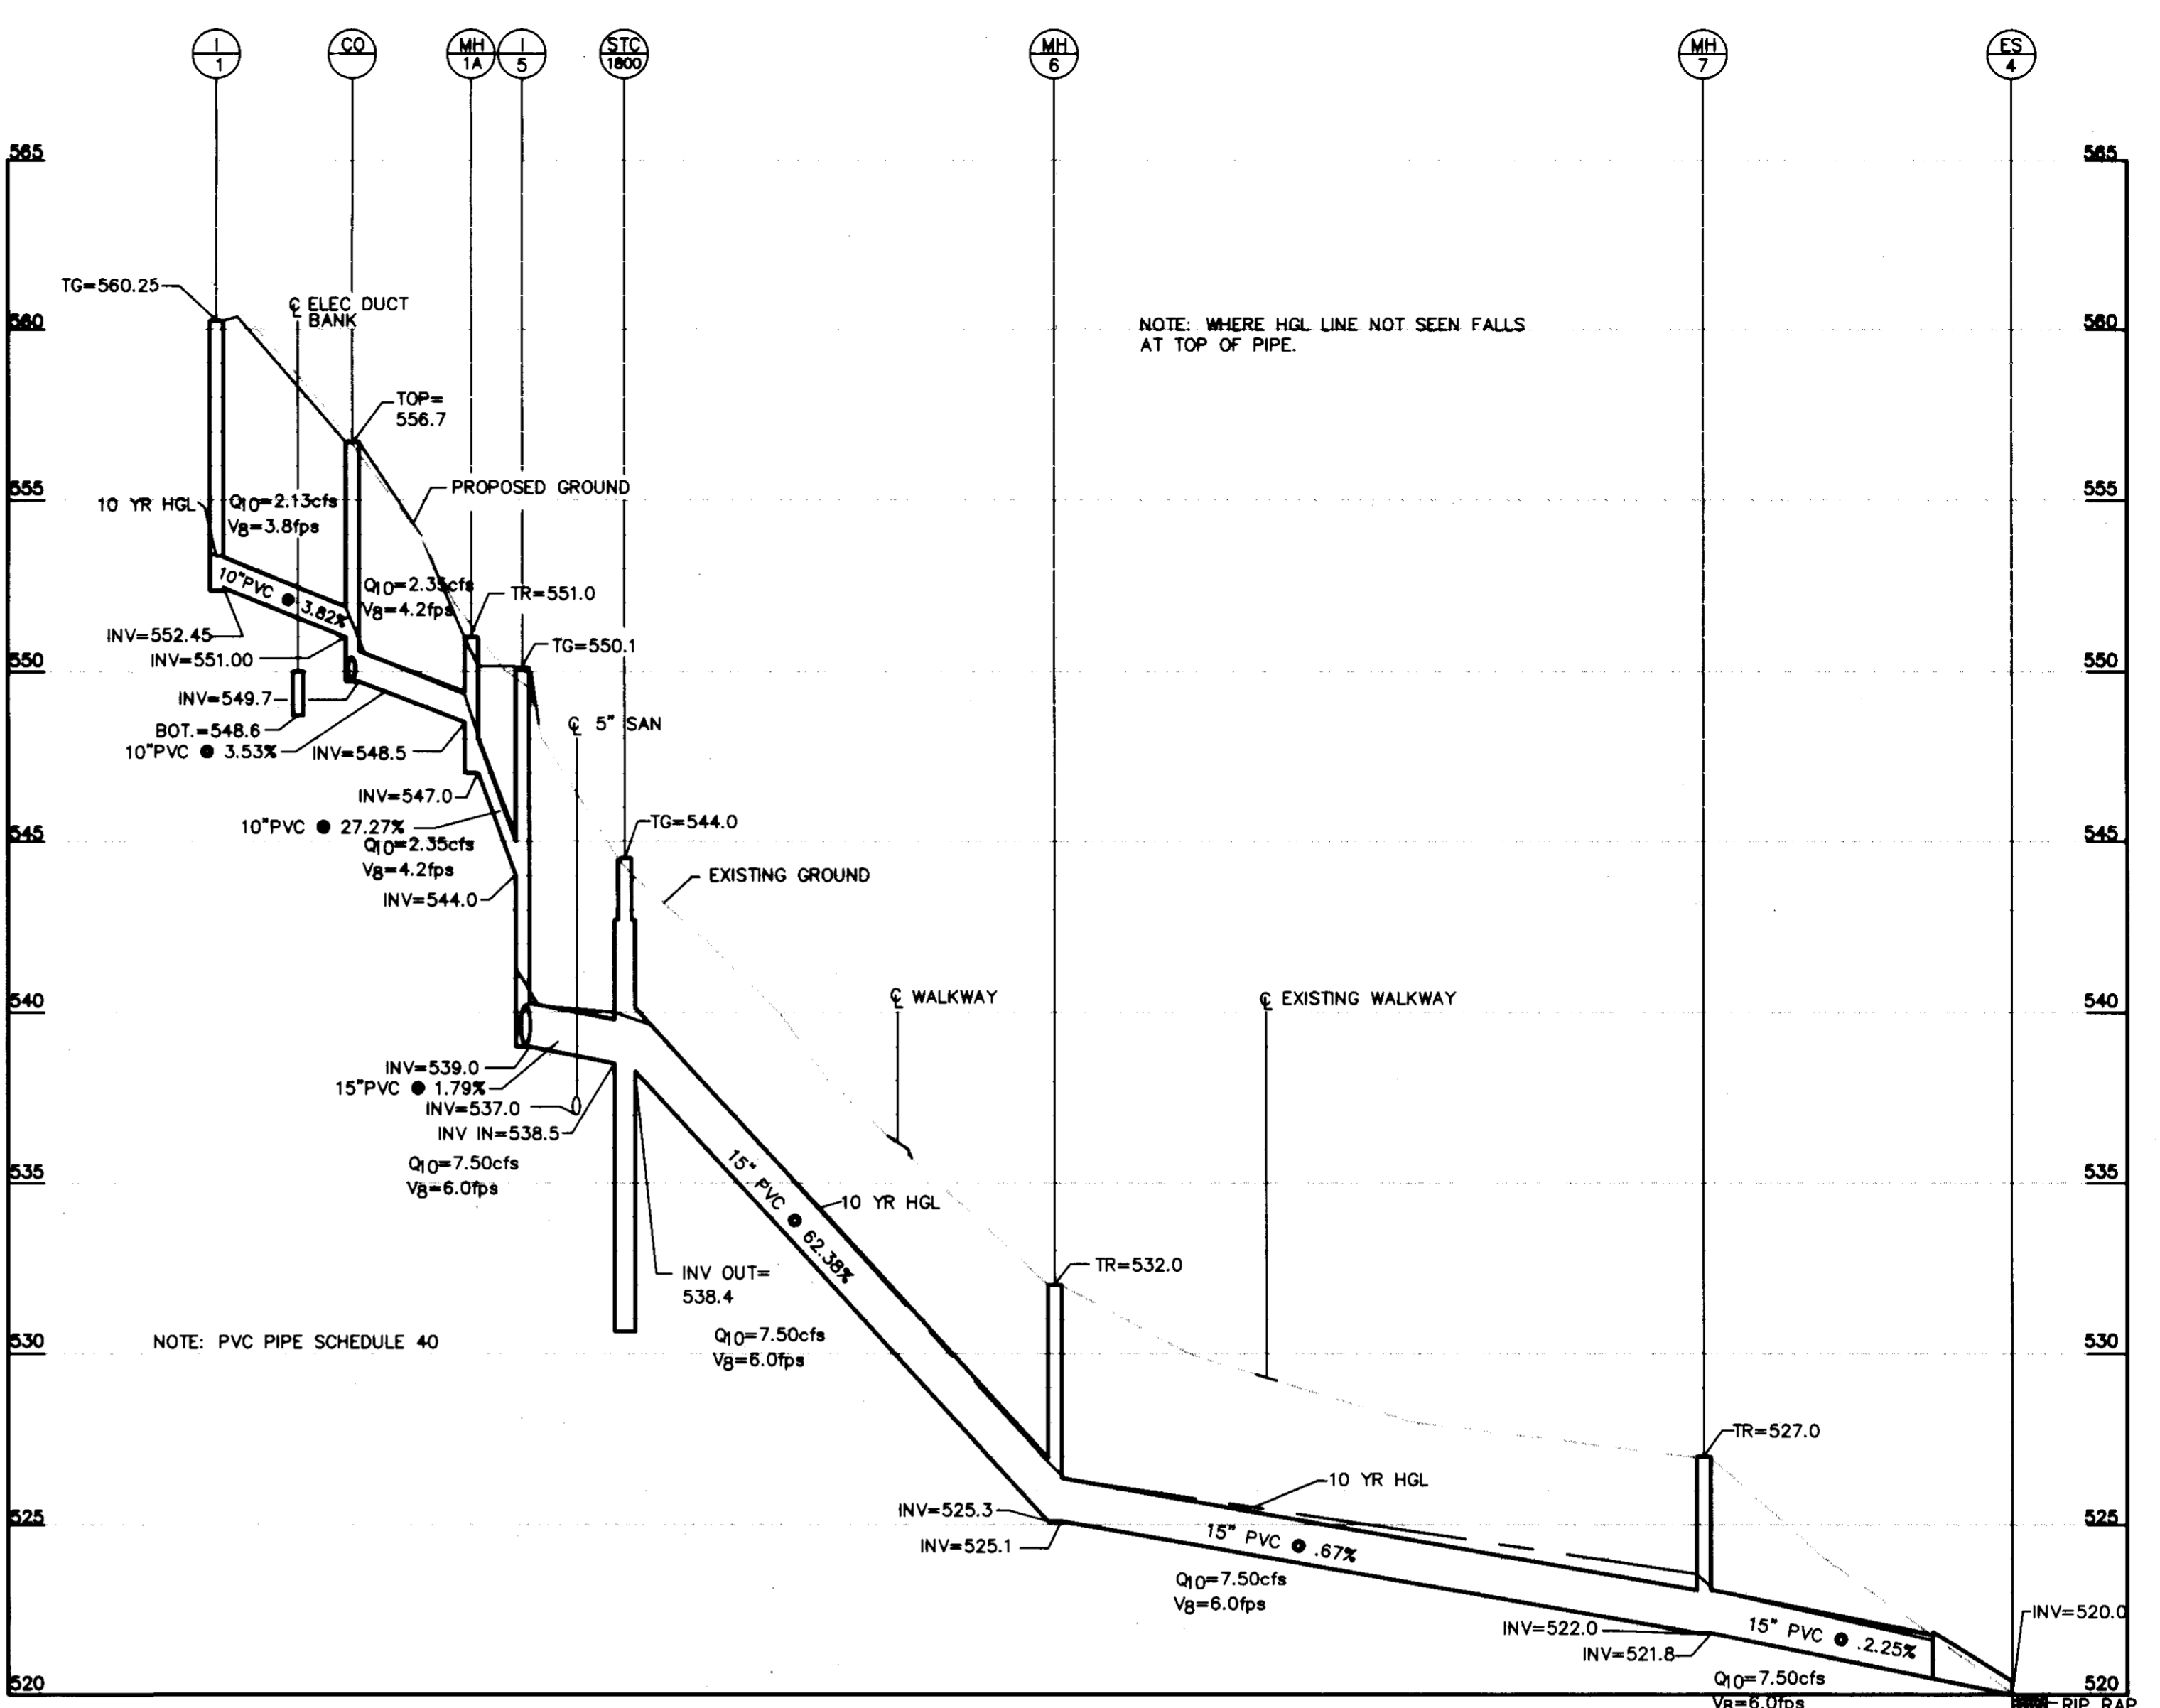 I
1
CO
MH
1A
I
5
STC
1800
MH
6
MH
7
ES
4
565
565
TG=560.25
℄ ELEC DUCT
BANK
560
NOTE: WHERE HGL LINE NOT SEEN FALLS
AT TOP OF PIPE.
560
TOP=
556.7
PROPOSED GROUND
555
10 YR HGL
Q10=2.13cfs
V8=3.8fps
555
10"PVC @ 3.82%
Q10=2.35cfs
V8=4.2fps
TR=551.0
INV=552.45
INV=551.00
TG=550.1
550
550
INV=549.7
BOT.=548.6
10"PVC @ 3.53%
INV=548.5
℄ 5" SAN
INV=547.0
10"PVC @ 27.27%
TG=544.0
545
Q10=2.35cfs
V8=4.2fps
545
INV=544.0
EXISTING GROUND
540
℄ WALKWAY
℄ EXISTING WALKWAY
540
INV=539.0
15"PVC @ 1.79%
INV=537.0
INV IN=538.5
535
Q10=7.50cfs
V8=6.0fps
15" PVC @ 62.38%
10 YR HGL
535
INV OUT=
538.4
TR=532.0
530
NOTE: PVC PIPE SCHEDULE 40
Q10=7.50cfs
V8=6.0fps
530
TR=527.0
10 YR HGL
525
INV=525.3
INV=525.1
15" PVC @ .67%
525
Q10=7.50cfs
V8=6.0fps
INV=522.0
INV=521.8
15" PVC @ .2.25%
INV=520.0
520
Q10=7.50cfs
V8=6.0fps
520
RIP RAP